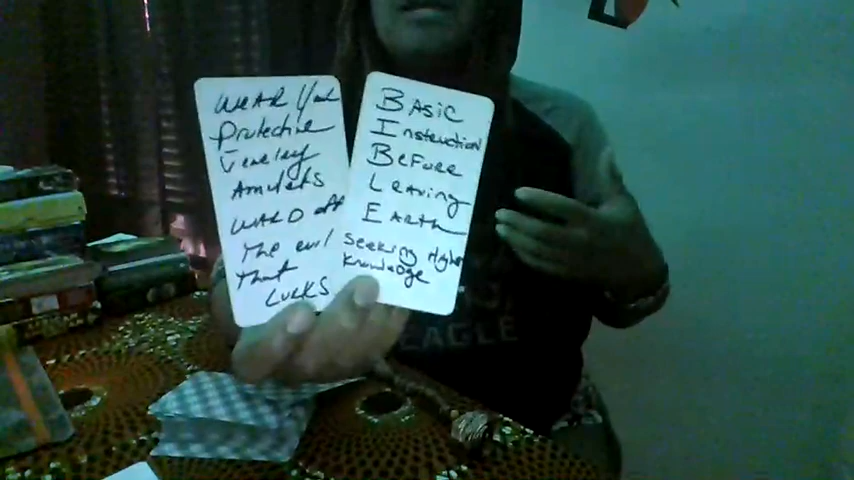 WEAR Your
Protective
Jewelry
Amulets
WARD off
The evil
That
LURKS
BASIC
INSTRUCTION
BEFORE
LEAVING
EARTH
Seeking Higher
Knowledge
EAGLE